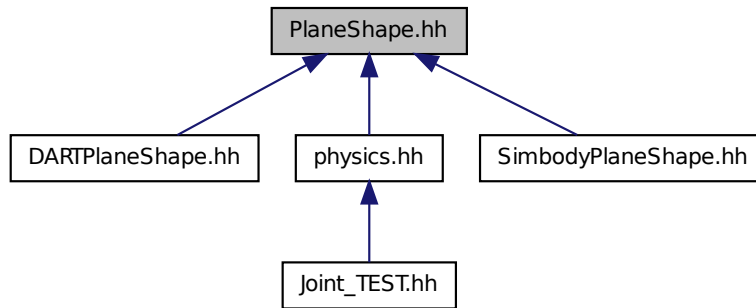 PlaneShape.hh
DARTPlaneShape.hh
physics.hh
SimbodyPlaneShape.hh
Joint_TEST.hh